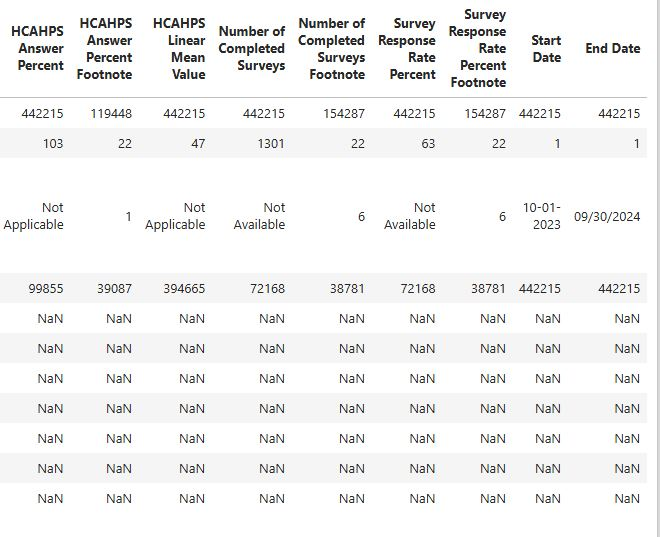 HCAHPS Answer Percent | HCAHPS Answer Percent Footnote | HCAHPS Linear Mean Value | Number of Completed Surveys | Number of Completed Surveys Footnote | Survey Response Rate Percent | Survey Response Rate Percent Footnote | Start Date | End Date
442215 119448 442215 442215 154287 442215 154287 442215 442215
103 22 47 1301 22 63 22 1 1
Not Applicable 1 Not Applicable Not Available 6 Not Available 6 10-01-2023 09/30/2024
99855 39087 394665 72168 38781 72168 38781 442215 442215
NaN NaN NaN NaN NaN NaN NaN NaN NaN
NaN NaN NaN NaN NaN NaN NaN NaN NaN
NaN NaN NaN NaN NaN NaN NaN NaN NaN
NaN NaN NaN NaN NaN NaN NaN NaN NaN
NaN NaN NaN NaN NaN NaN NaN NaN NaN
NaN NaN NaN NaN NaN NaN NaN NaN NaN
NaN NaN NaN NaN NaN NaN NaN NaN NaN